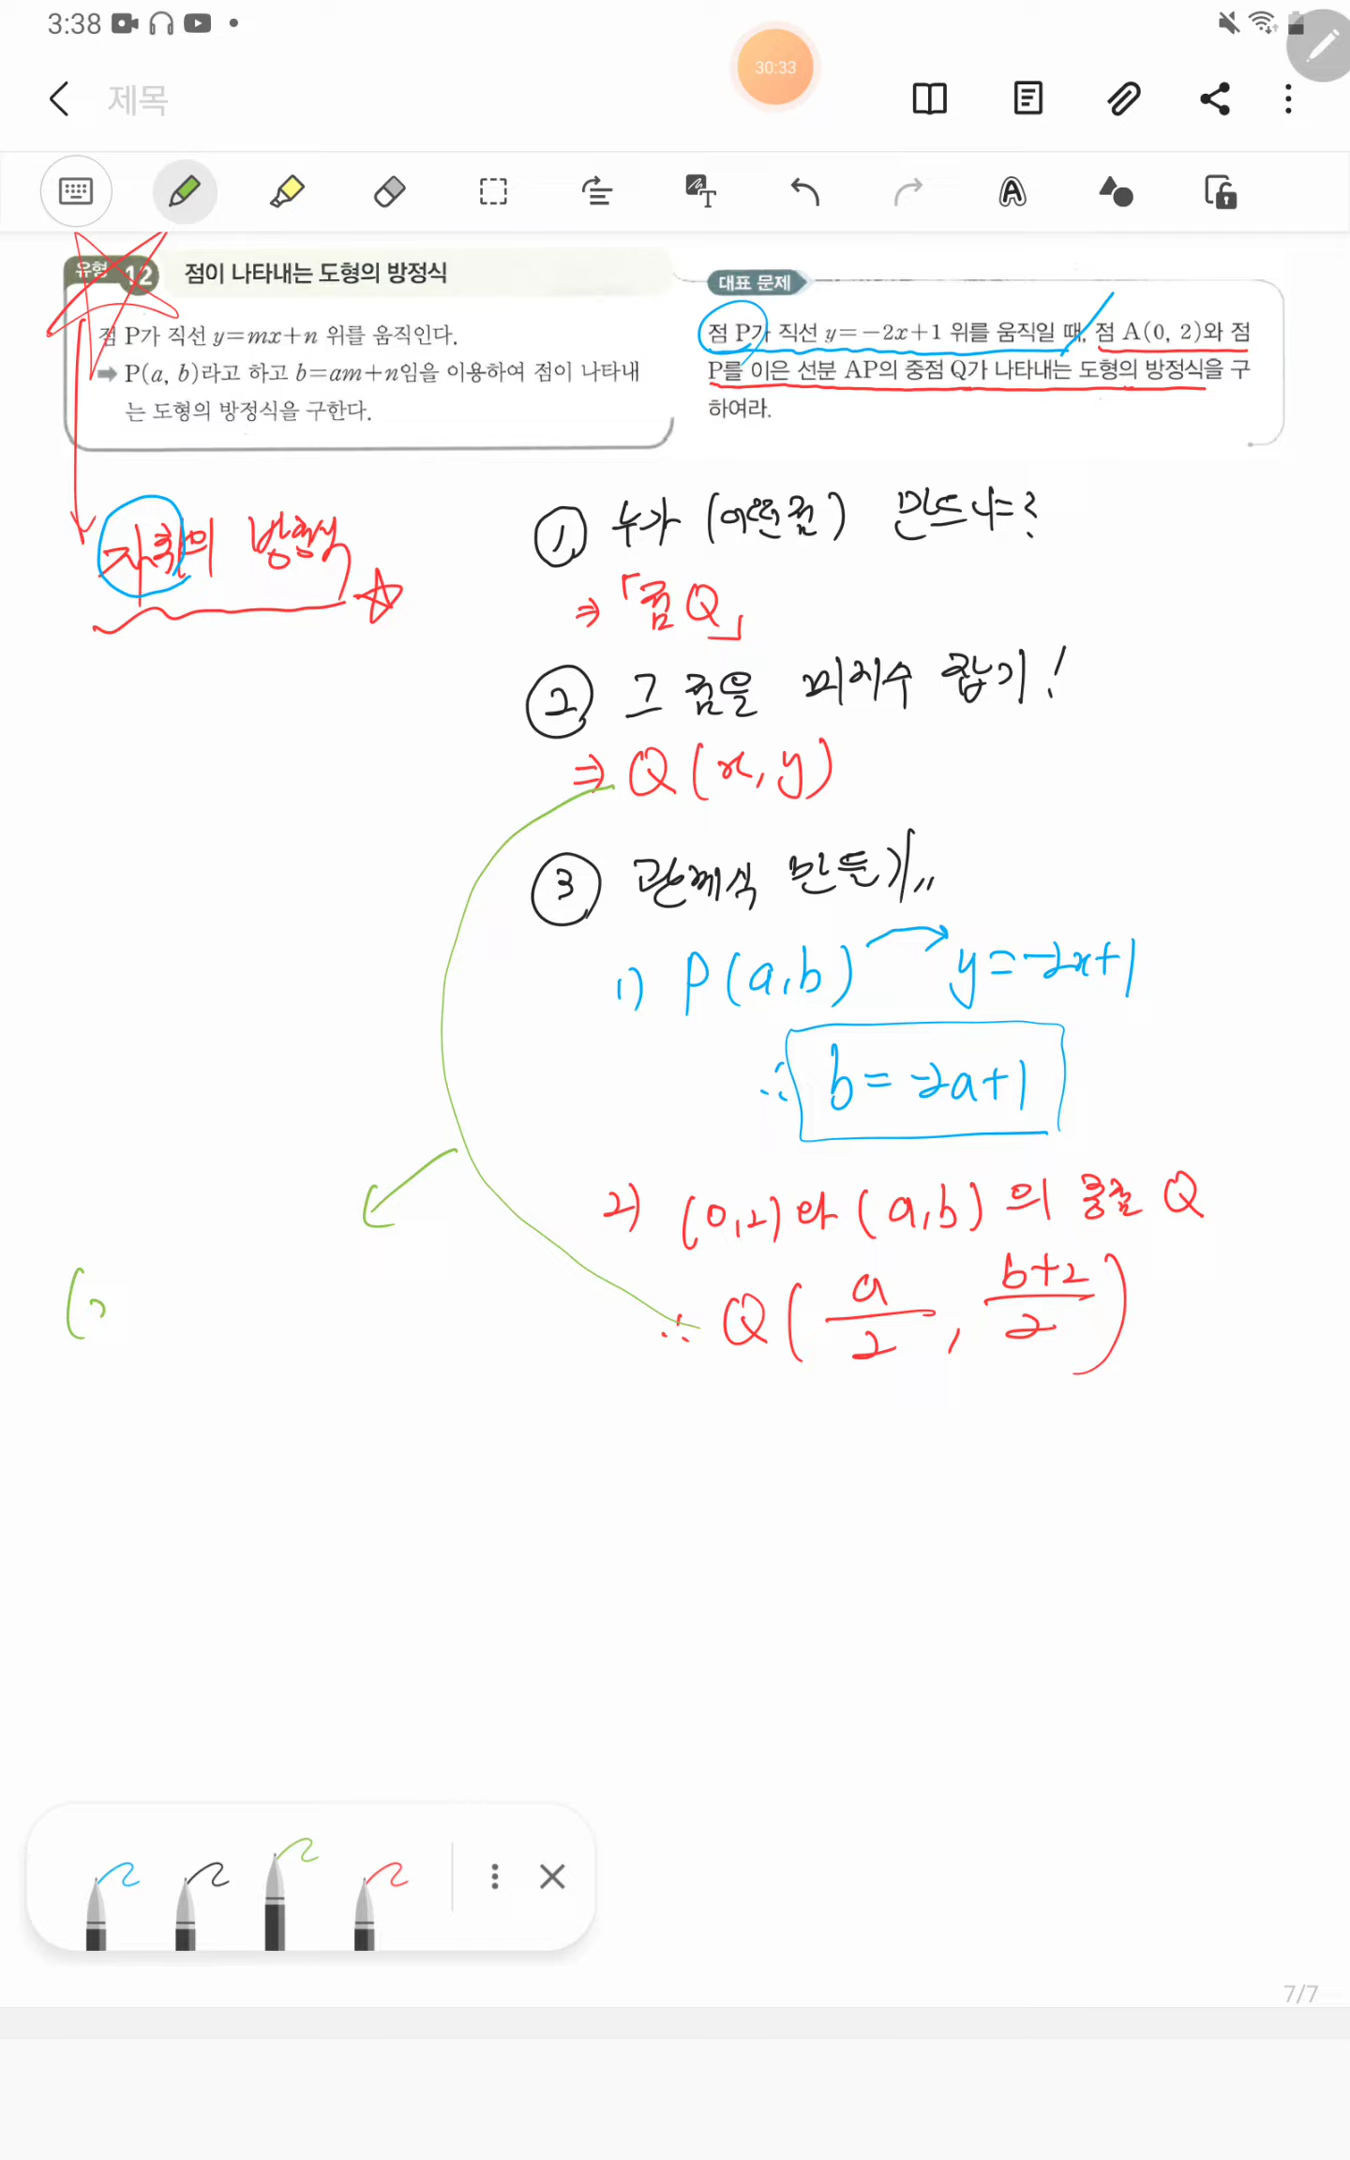 3:38
30:33
제목
유형 12 점이 나타내는 도형의 방정식
점 P가 직선 y=mx+n 위를 움직인다.
➡ P(a, b)라고 하고 b=am+n임을 이용하여 점이 나타내
는 도형의 방정식을 구한다.
대표 문제
점 P가 직선 y=−2x+1 위를 움직일 때, 점 A(0, 2)와 점
P를 이은 선분 AP의 중점 Q가 나타내는 도형의 방정식을 구
하여라.
자취의 방정식
① 누가 (어떤점) 만드나는?
⇒ 「점Q」
② 그 점을 미지수 잡기!
⇒ Q(x, y)
③ 관계식 만들기
1) P(a,b) → y=-2x+1
∴ b=-2a+1
2) (0,2)와 (a,b)의 중점 Q
∴ Q(a/2, b+2/2)
7/7